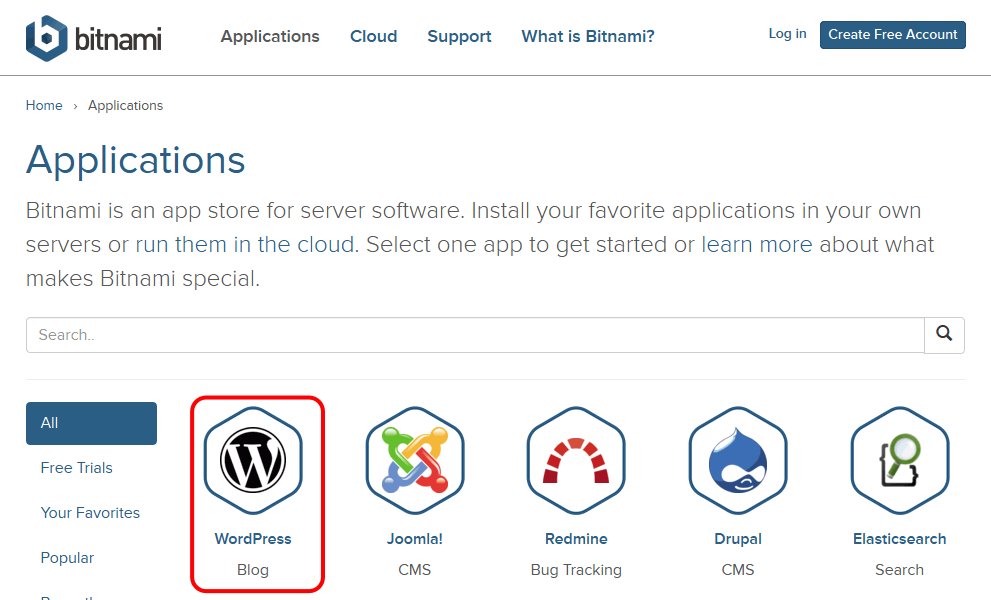 bitnami
Applications Cloud Support What is Bitnami? Log in Create Free Account
Home › Applications
Applications
Bitnami is an app store for server software. Install your favorite applications in your own
servers or run them in the cloud. Select one app to get started or learn more about what
makes Bitnami special.
Search..
All
Free Trials
Your Favorites
Popular
WordPress
Blog
Joomla!
CMS
Redmine
Bug Tracking
Drupal
CMS
Elasticsearch
Search